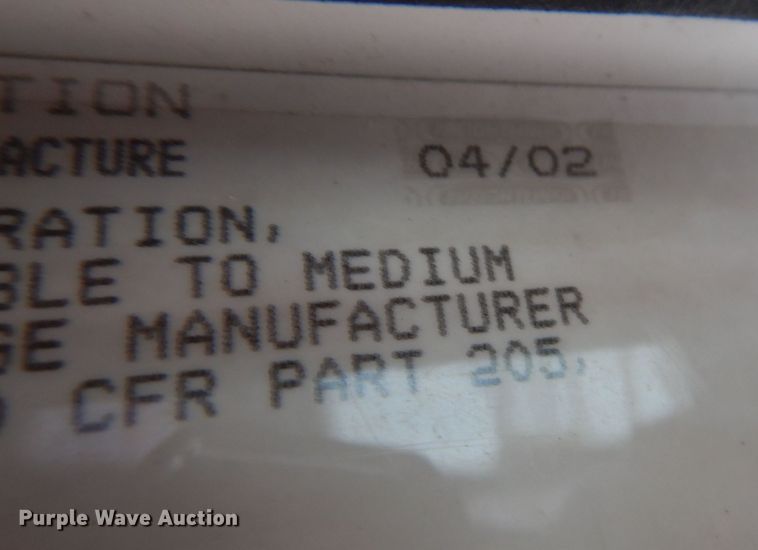 TION
ACTURE 04/02
RATION,
BLE TO MEDIUM
GE MANUFACTURER
CFR PART 205,
Purple Wave Auction